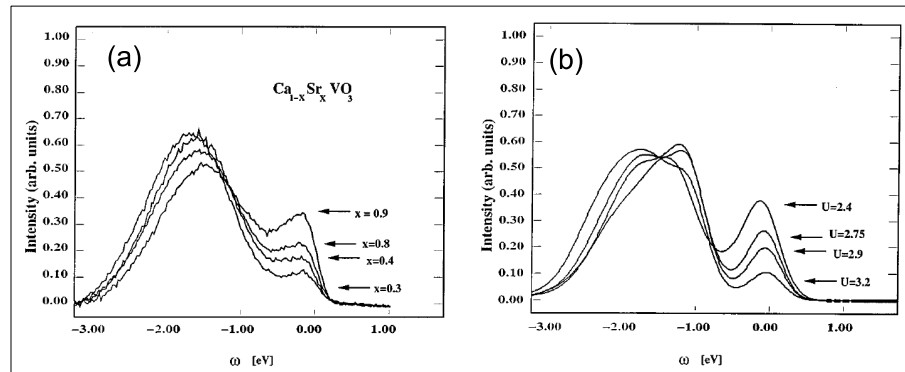 (a)
Ca1-XSrXVO3
Intensity (arb. units)
1.00
0.90
0.80
0.70
0.60
0.50
0.40
0.30
0.20
0.10
0.00
x = 0.9
x=0.8
x=0.4
x=0.3
−3.00 −2.00 −1.00 0.00 1.00
ω [eV]
(b)
Intensity (arb. units)
1.00
0.90
0.80
0.70
0.60
0.50
0.40
0.30
0.20
0.10
0.00
U=2.4
U=2.75
U=2.9
U=3.2
−3.00 −2.00 −1.00 0.00 1.00
ω [eV]